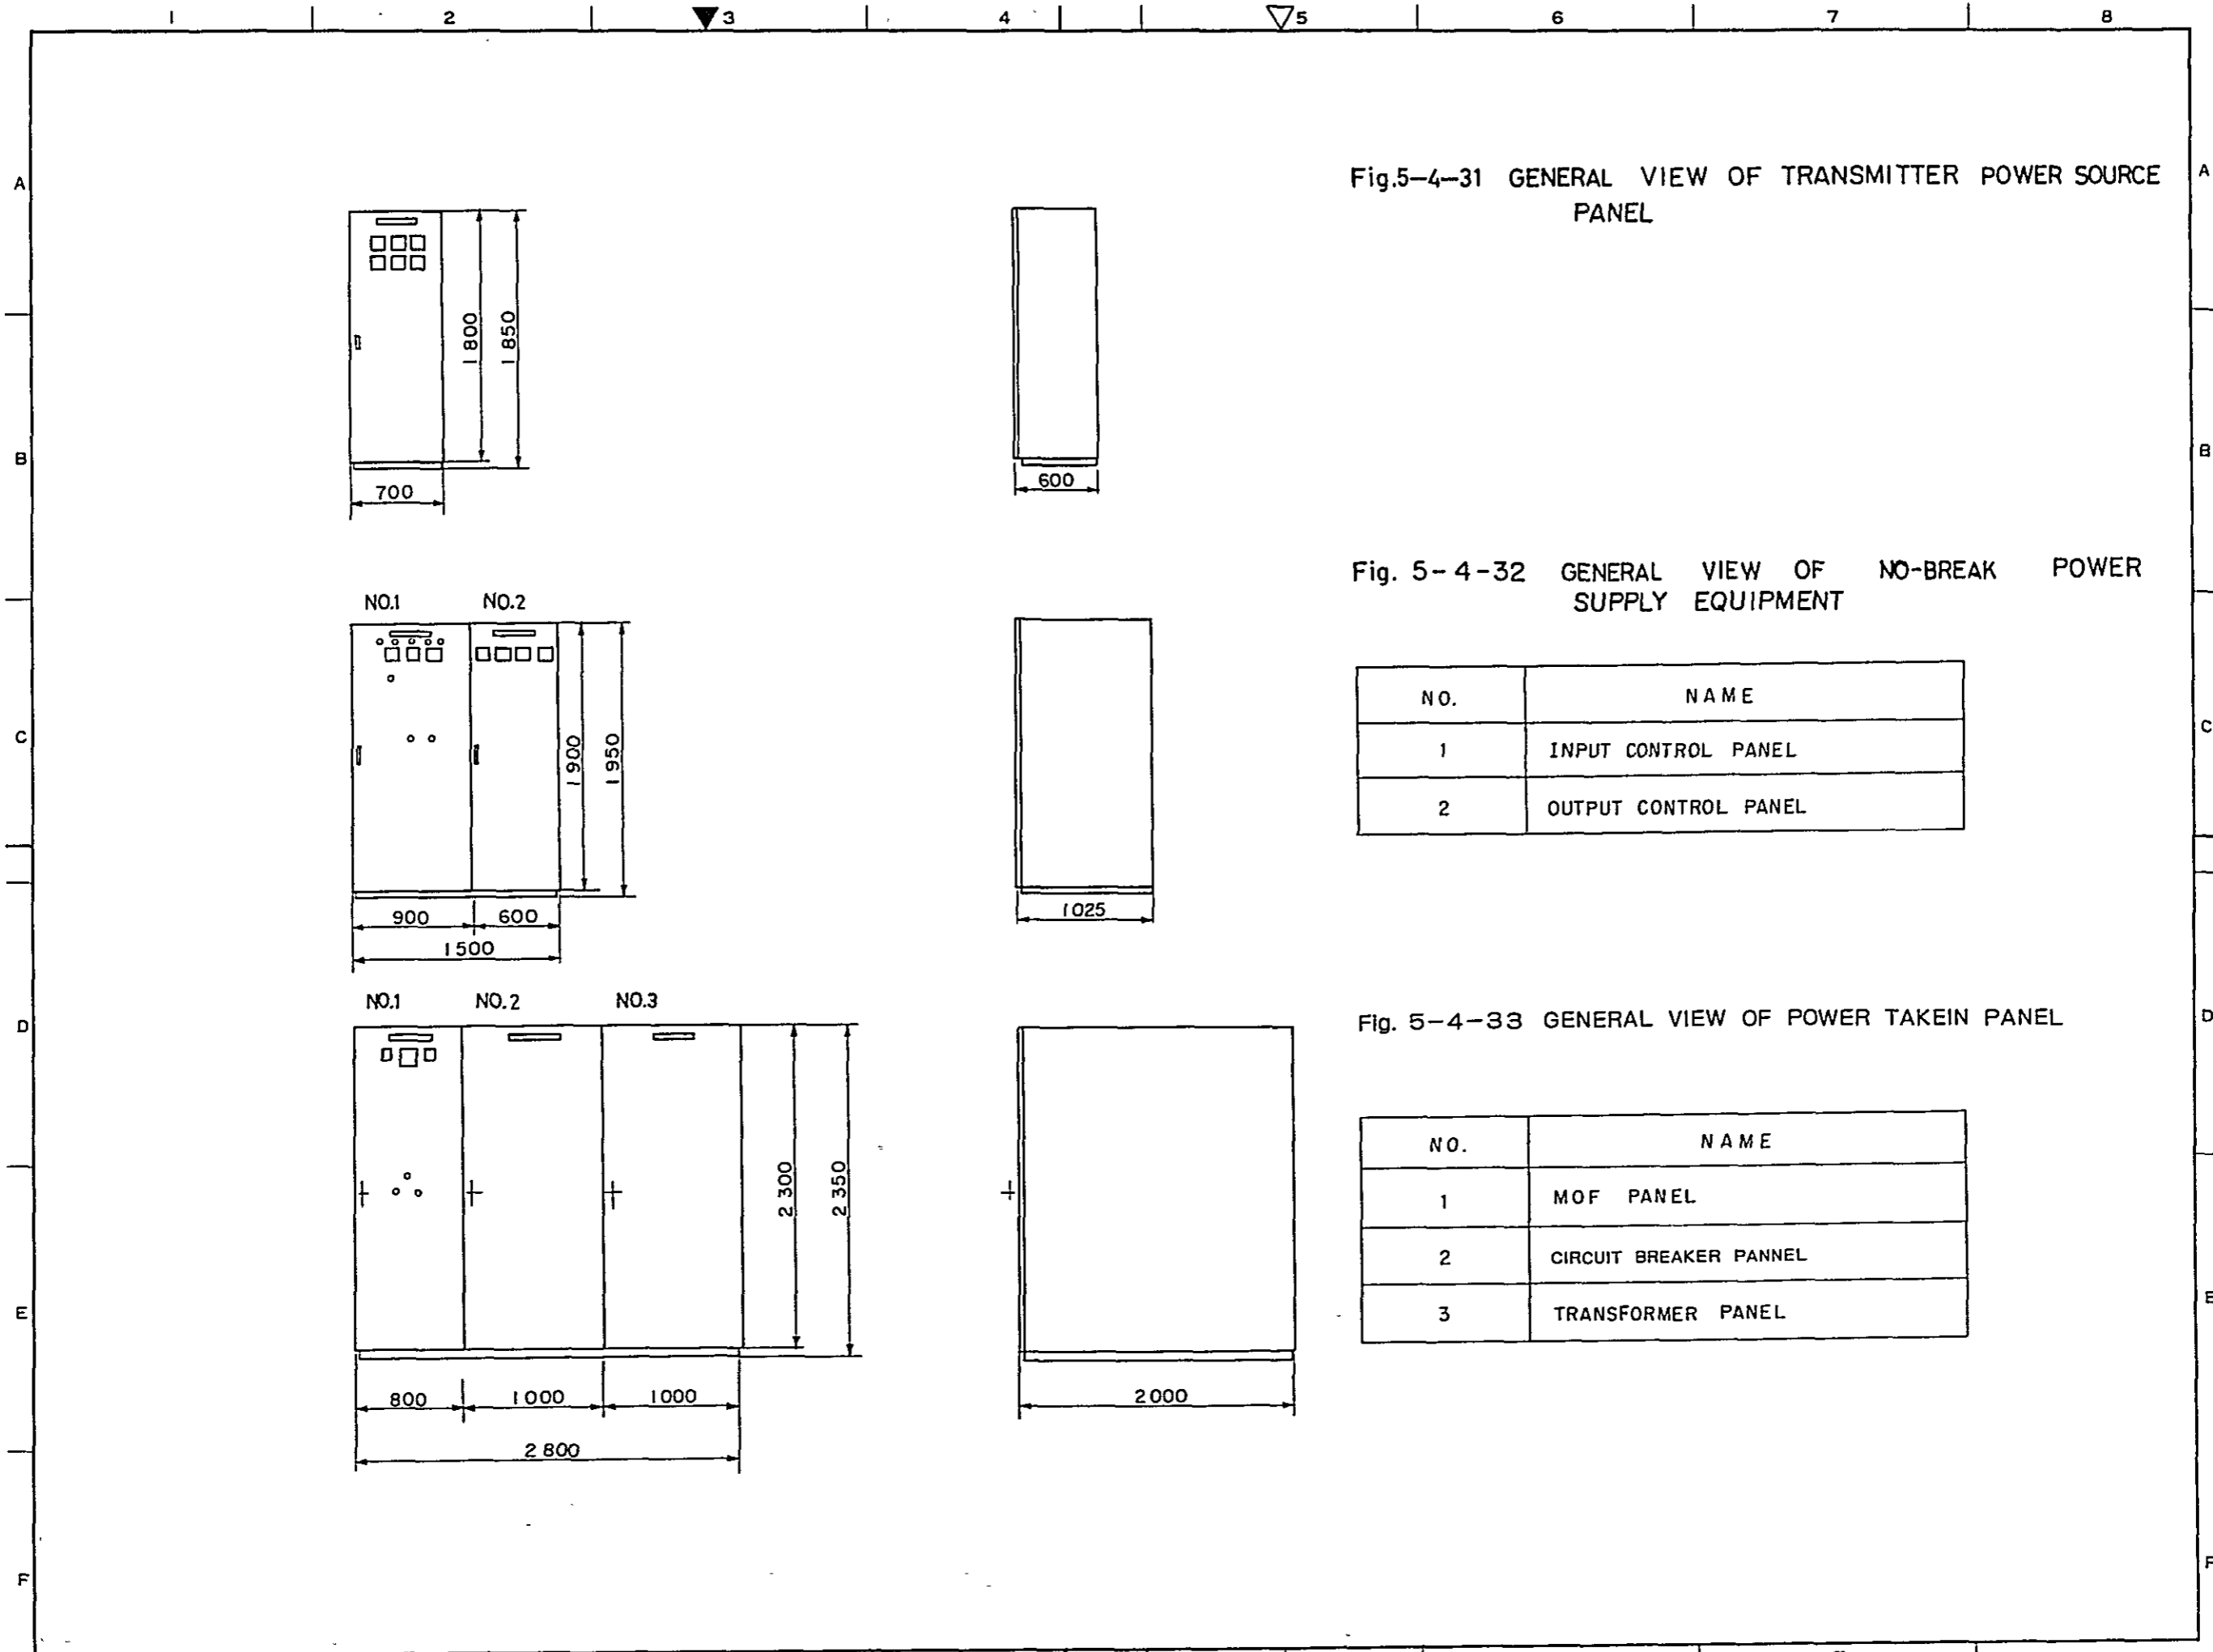 1 2 3 4 5 6 7 8
A A
Fig.5-4-31 GENERAL VIEW OF TRANSMITTER POWER SOURCE
PANEL
1800
1850
700
600
B B
Fig. 5-4-32 GENERAL VIEW OF NO-BREAK POWER
SUPPLY EQUIPMENT
NO.1 NO.2
1900
1950
900 600
1500
1025
NO. NAME
1 INPUT CONTROL PANEL
2 OUTPUT CONTROL PANEL
C C
Fig. 5-4-33 GENERAL VIEW OF POWER TAKEIN PANEL
NO.1 NO.2 NO.3
D D
2300
2350
800 1000 1000
2800
2000
NO. NAME
1 MOF PANEL
2 CIRCUIT BREAKER PANNEL
3 TRANSFORMER PANEL
E E
F F